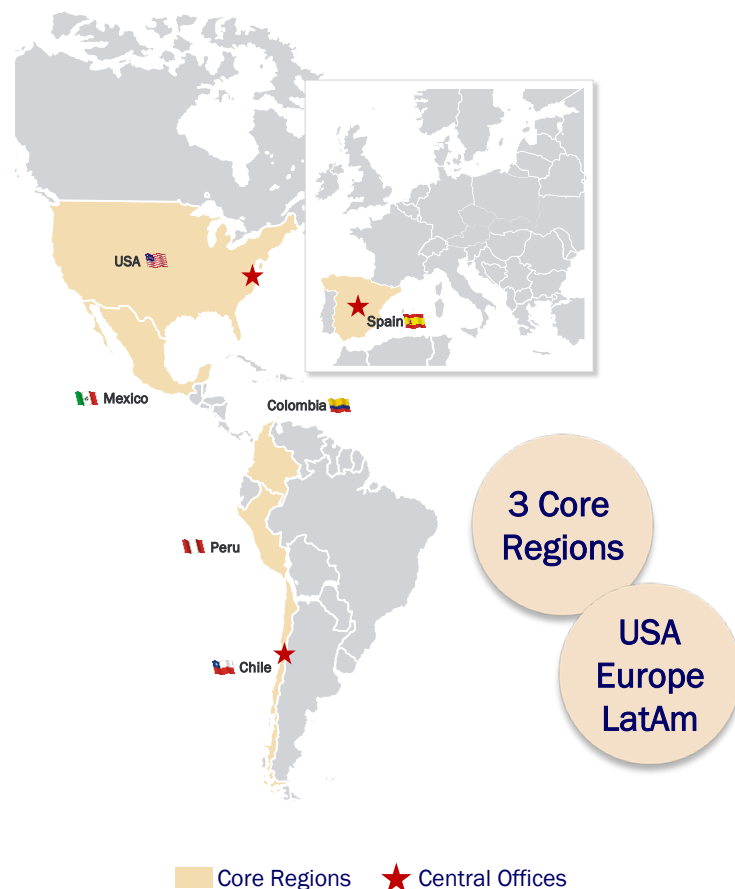 USA
Spain
Mexico
Colombia
3 Core
Regions
Peru
USA
Europe
LatAm
Chile
Core Regions
Central Offices